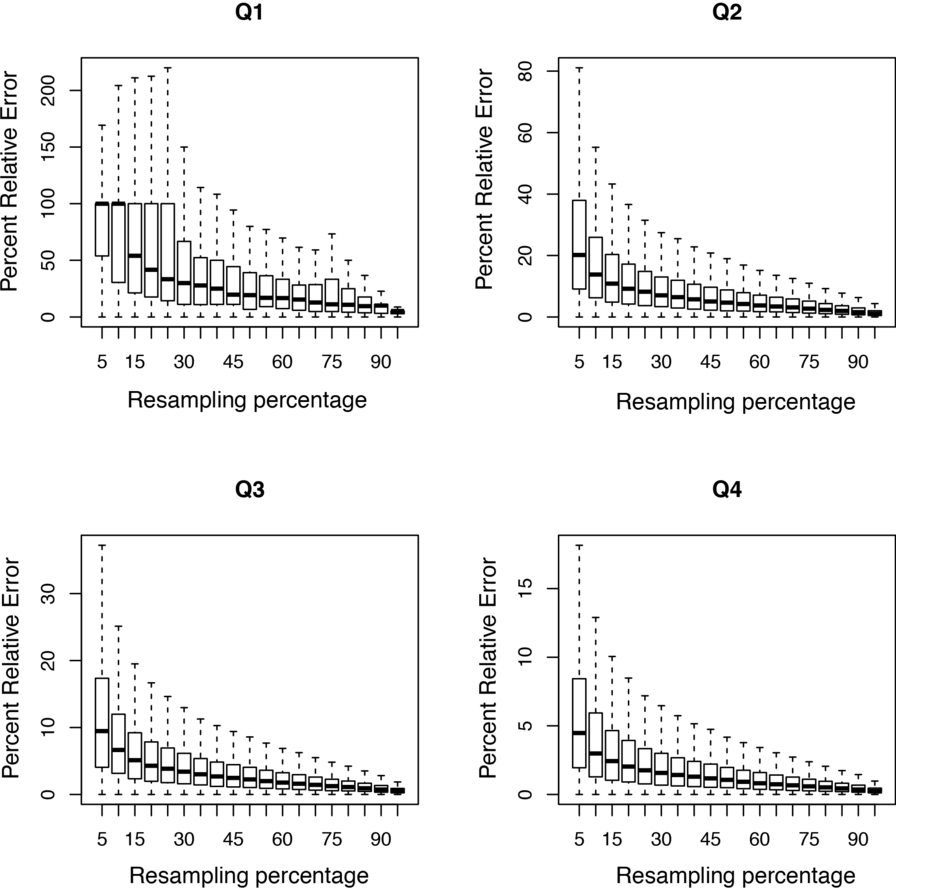 Q1
Percent Relative Error
200
150
100
50
0
5 15 30 45 60 75 90
Resampling percentage
Q2
Percent Relative Error
80
60
40
20
0
5 15 30 45 60 75 90
Resampling percentage
Q3
Percent Relative Error
30
20
10
0
5 15 30 45 60 75 90
Resampling percentage
Q4
Percent Relative Error
15
10
5
0
5 15 30 45 60 75 90
Resampling percentage